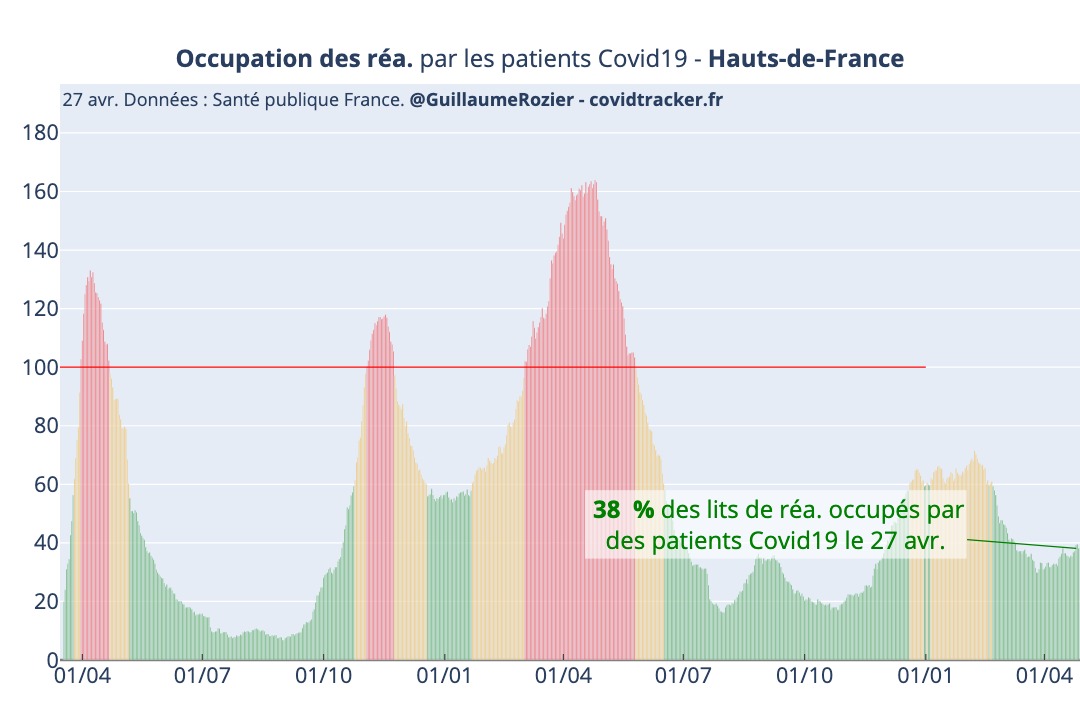 Occupation des réa. par les patients Covid19 - Hauts-de-France
27 avr. Données : Santé publique France. @GuillaumeRozier - covidtracker.fr
180
160
140
120
100
80
60
40
20
0
38 % des lits de réa. occupés par
des patients Covid19 le 27 avr.
01/04 01/07 01/10 01/01 01/04 01/07 01/10 01/01 01/04